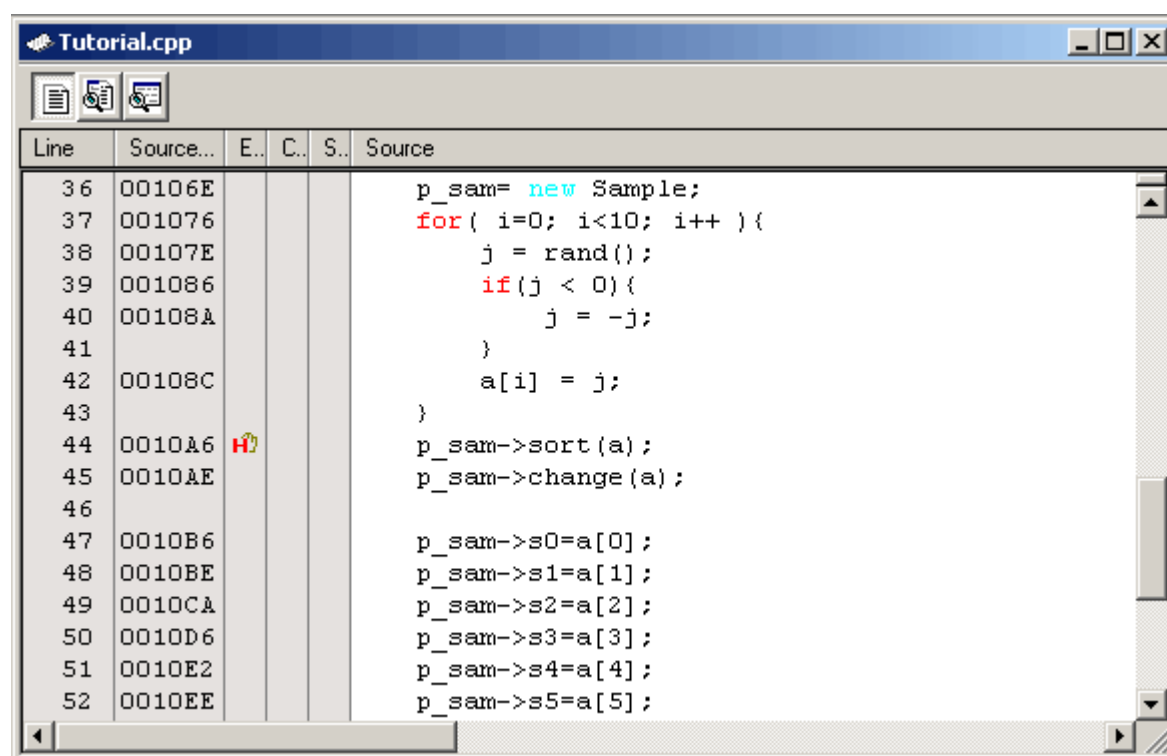 Tutorial.cpp
Line Source... E.. C.. S.. Source
36 00106E p_sam= new Sample;
37 001076 for( i=0; i<10; i++ ){
38 00107E j = rand();
39 001086 if(j < 0){
40 00108A j = -j;
41 }
42 00108C a[i] = j;
43 }
44 0010A6 H p_sam->sort(a);
45 0010AE p_sam->change(a);
46
47 0010B6 p_sam->s0=a[0];
48 0010BE p_sam->s1=a[1];
49 0010CA p_sam->s2=a[2];
50 0010D6 p_sam->s3=a[3];
51 0010E2 p_sam->s4=a[4];
52 0010EE p_sam->s5=a[5];